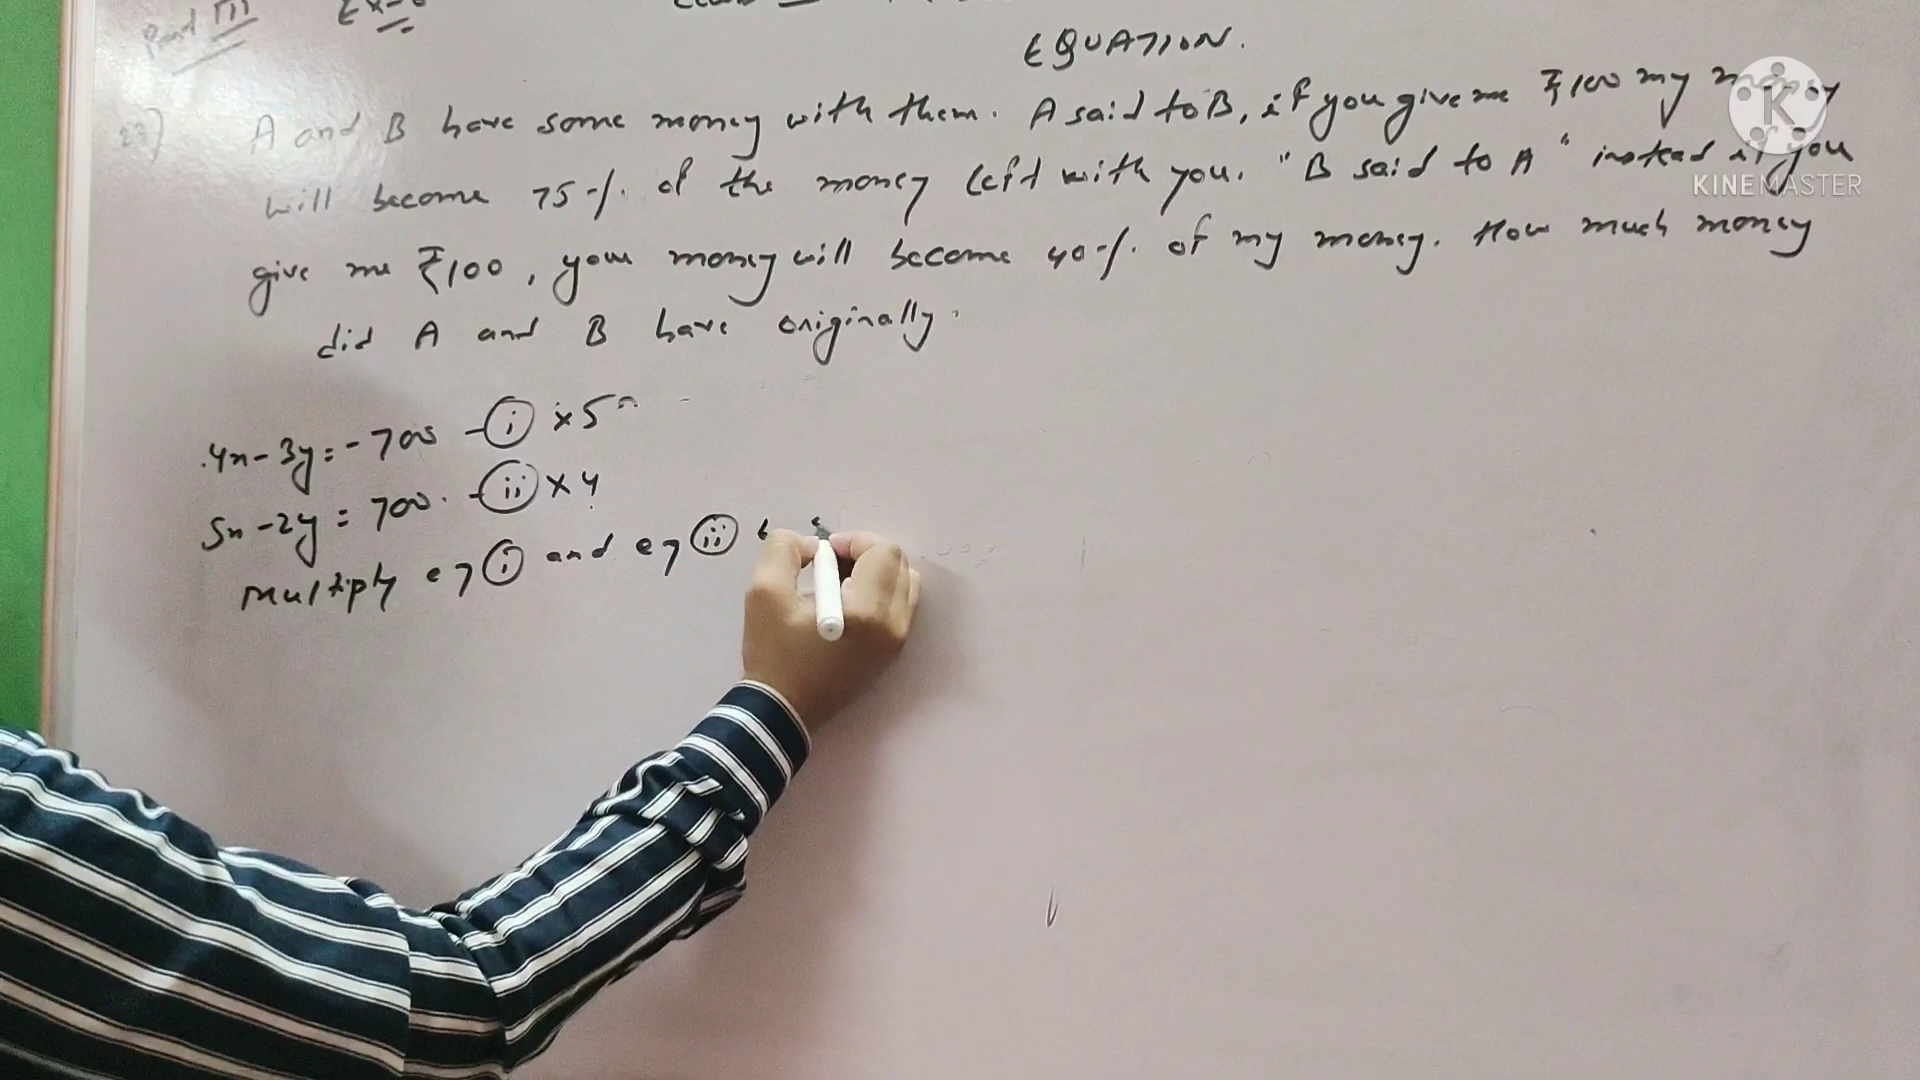 Part III
EQUATION.
23) A and B have some money with them. A said to B, if you give me ₹100 my money
will become 75% of the money left with you. "B said to A" instead if you
give me ₹100, your money will become 40% of my money. How much money
did A and B have originally.
4x-3y=-700 -(i) ×5
5x-2y=700. -(ii) ×4
multiply eq (i) and eq (ii)
K
KINEMASTER